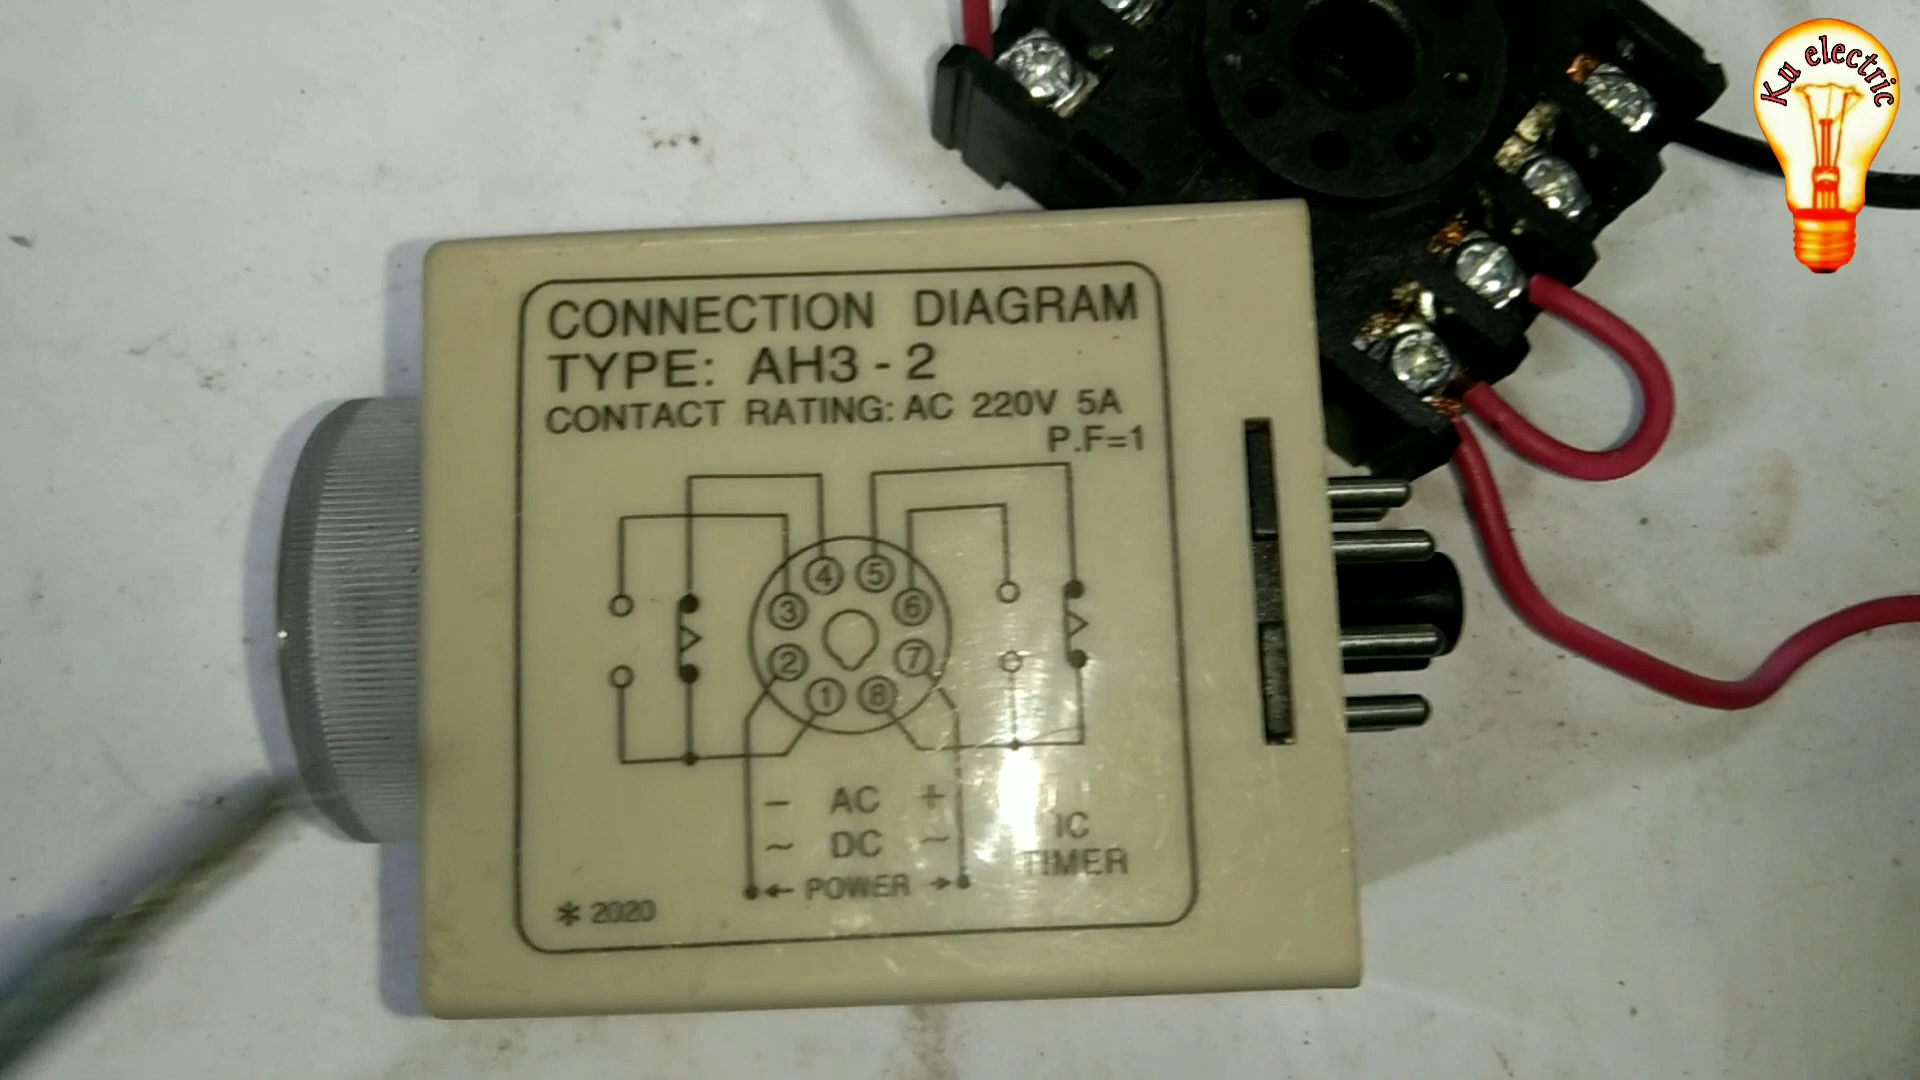 Ku electric
CONNECTION DIAGRAM
TYPE: AH3-2
CONTACT RATING: AC 220V 5A
P.F=1
4 5
3 6
2 7
1 8
− AC +
~ DC ~
IC
TIMER
← POWER →
* 2020